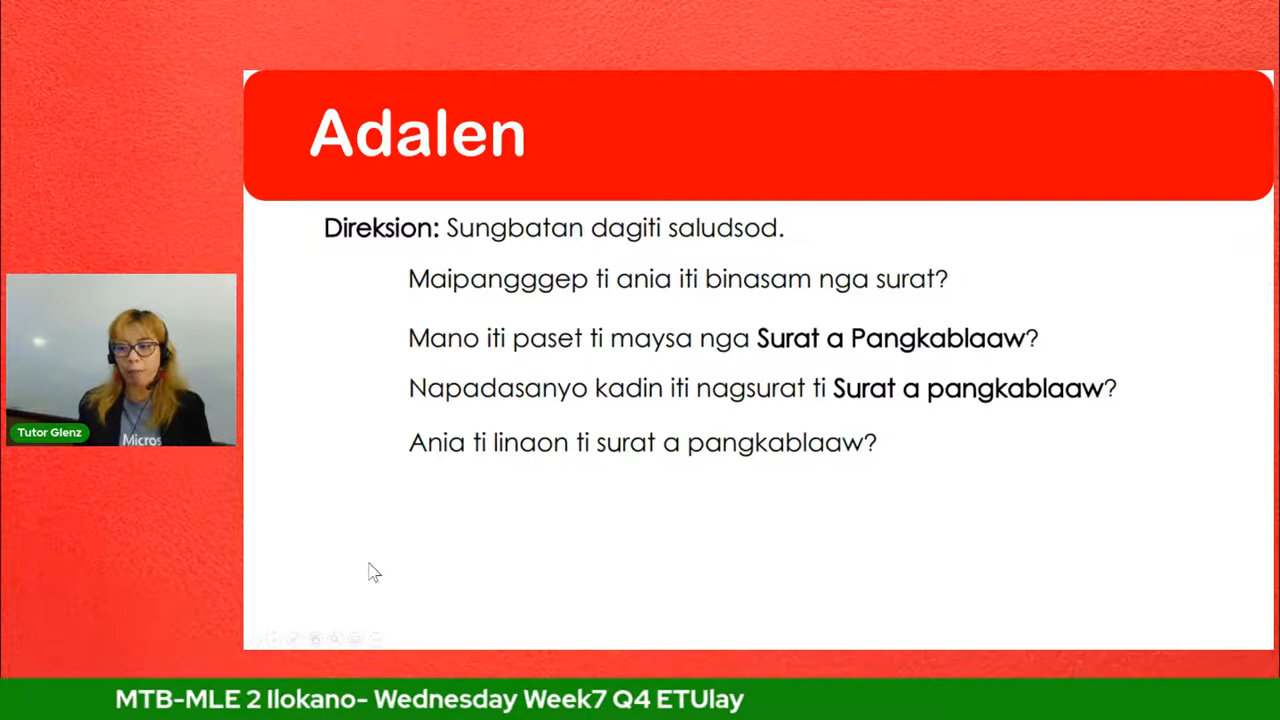 Adalen
Direksion: Sungbatan dagiti saludsod.
Maipangggep ti ania iti binasam nga surat?
Mano iti paset ti maysa nga Surat a Pangkablaaw?
Napadasanyo kadin iti nagsurat ti Surat a pangkablaaw?
Ania ti linaon ti surat a pangkablaaw?
Micros
Tutor Glenz
MTB-MLE 2 Ilokano- Wednesday Week7 Q4 ETUlay